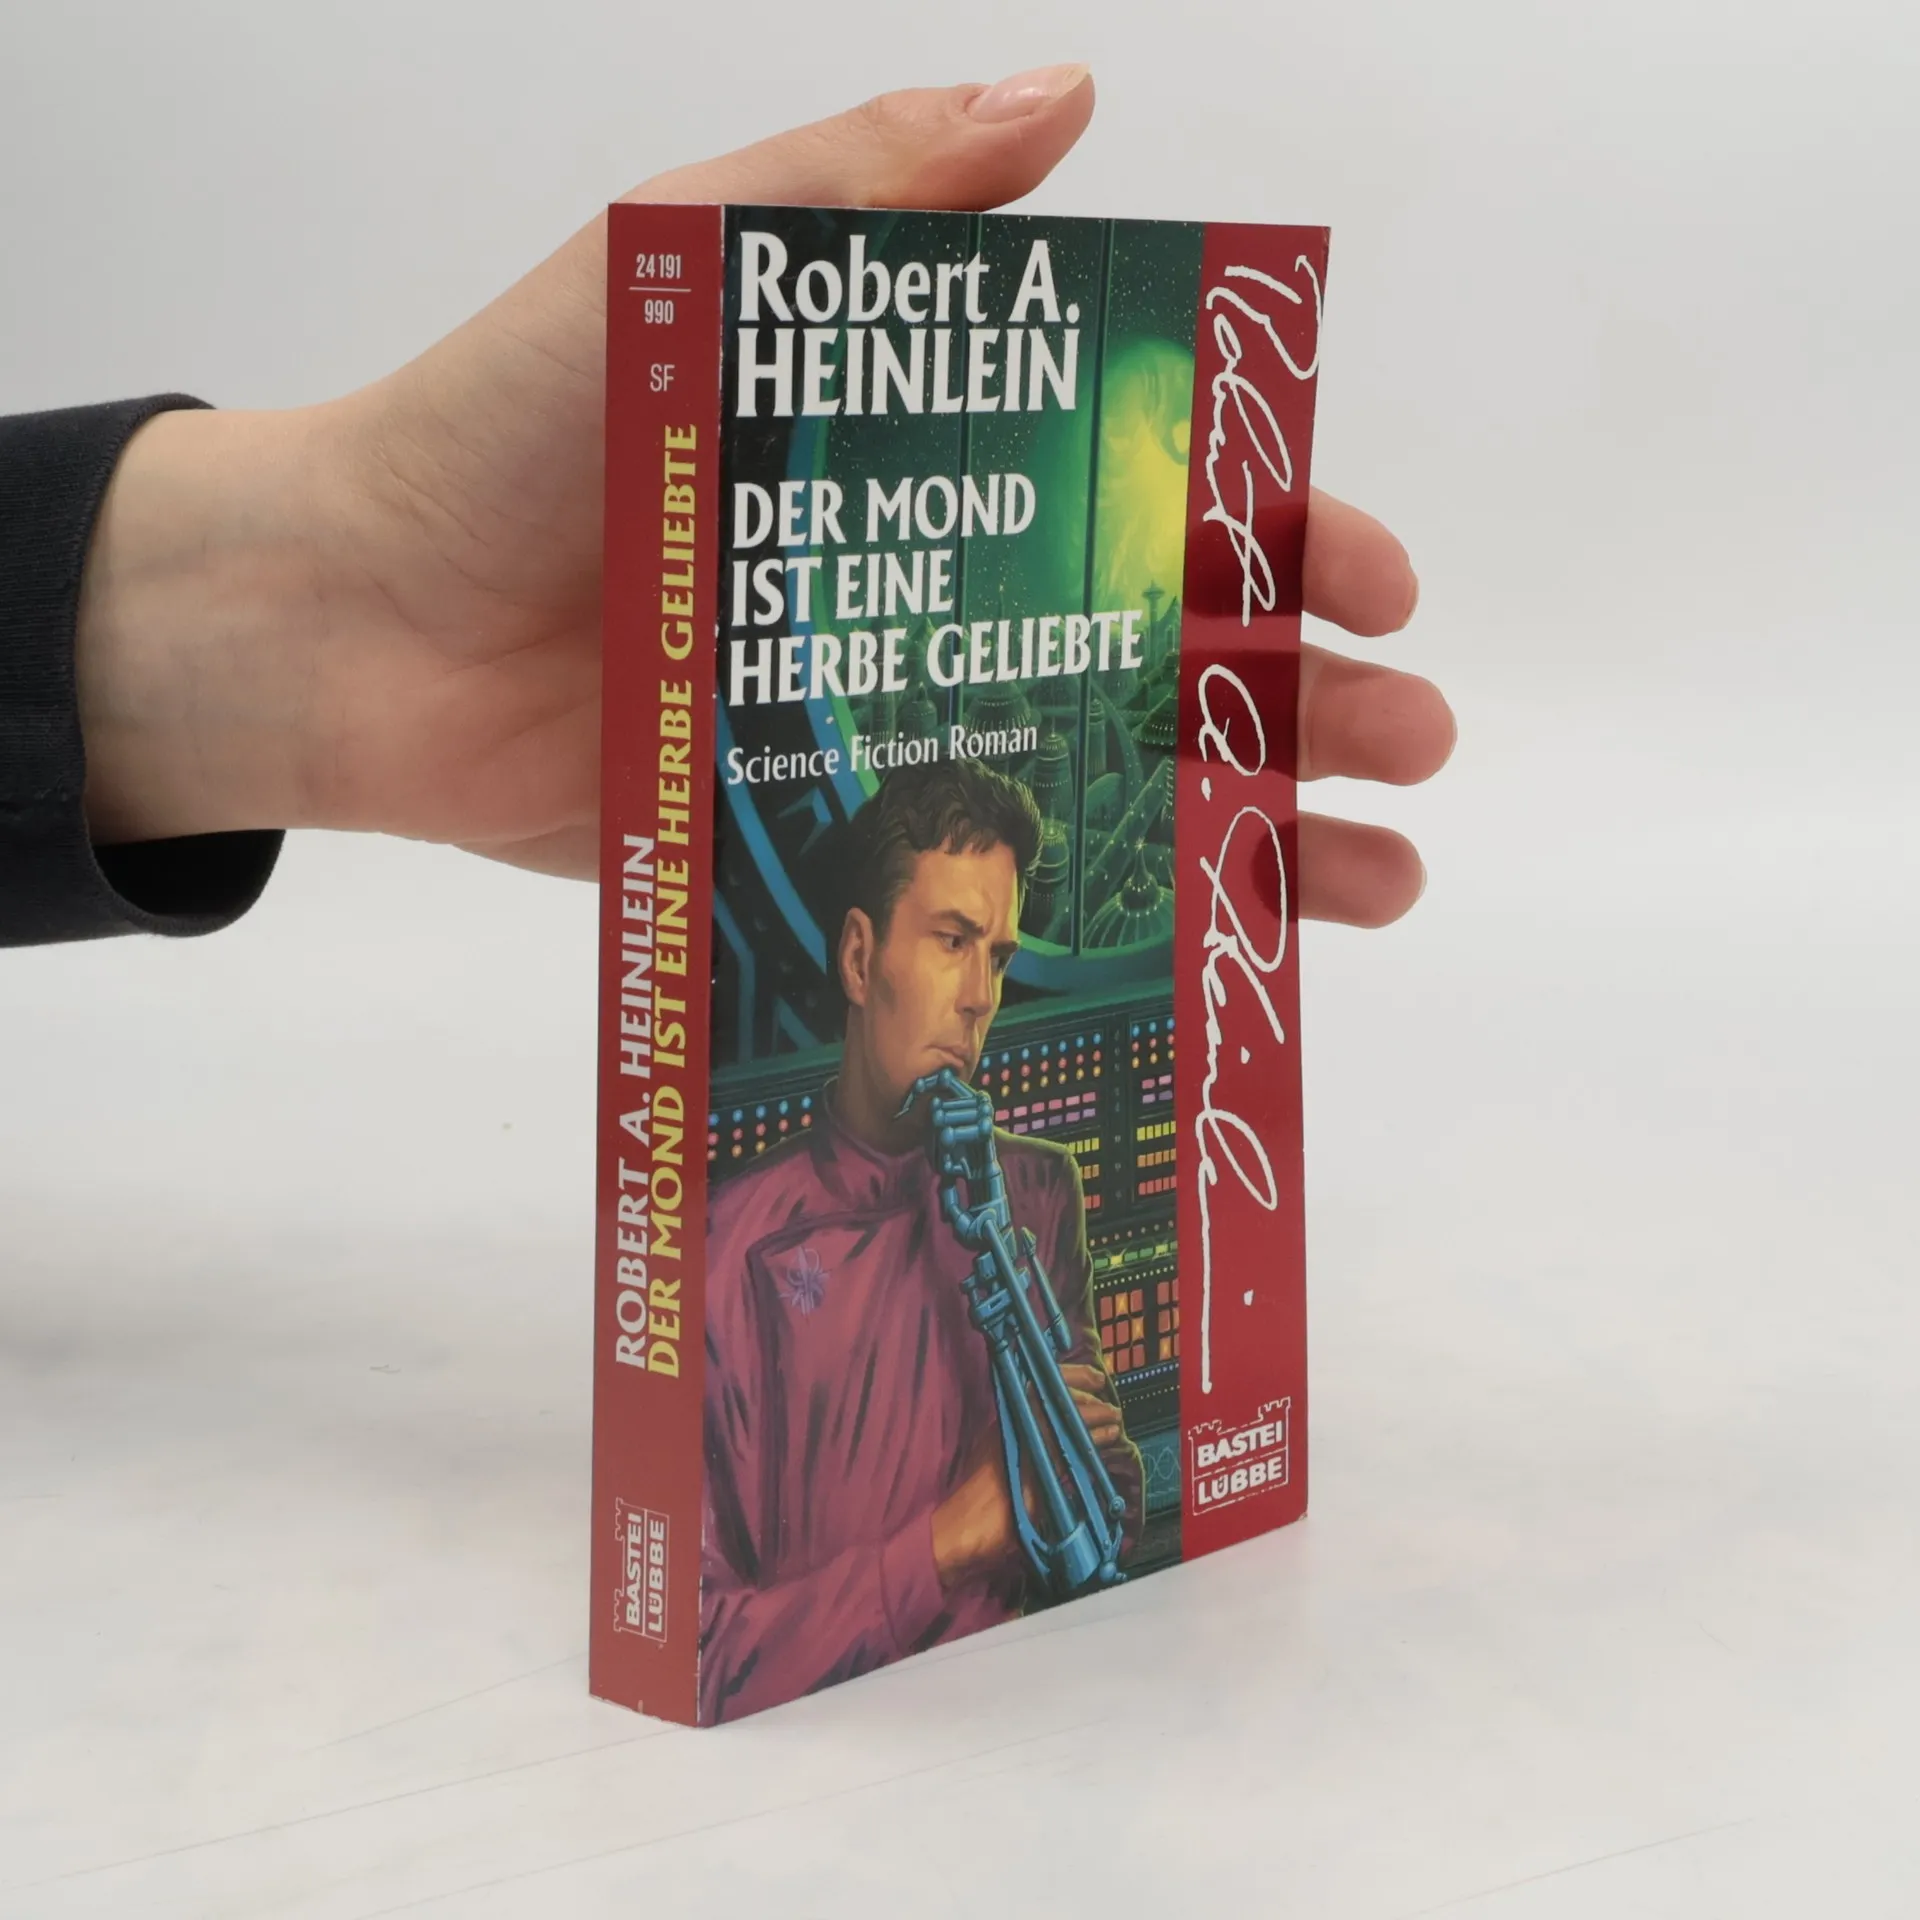 24 191
990
SF
ROBERT A. HEINLEIN
DER MOND IST EINE HERBE GELIEBTE
BASTEI
LÜBBE
Robert A.
HEINLEIN
DER MOND
IST EINE
HERBE GELIEBTE
Science Fiction Roman
Robert A. Heinlein
BASTEI
LÜBBE